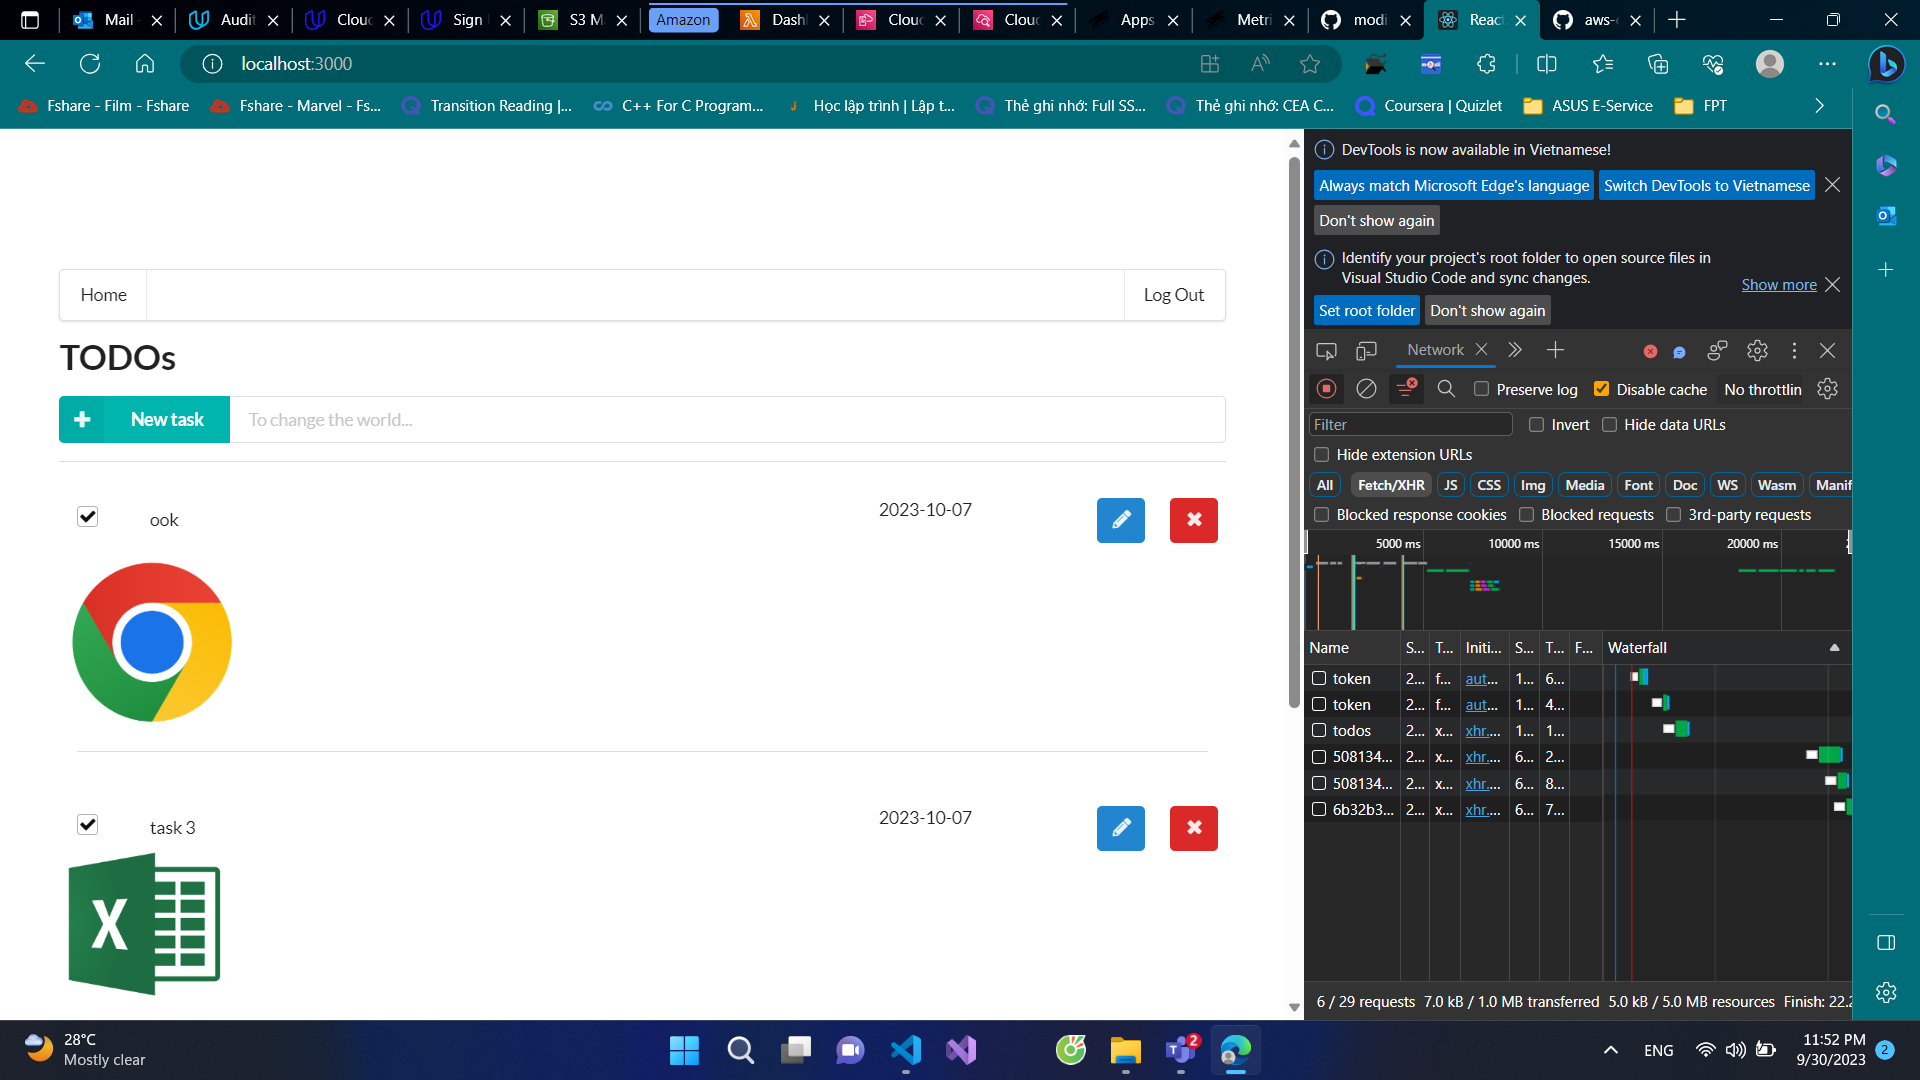 Mail
Audit
Clou
Sign
S3 M
Amazon
Dash
Clou
Clou
Apps
Metri
modi
Reac
aws-
localhost:3000
Fshare - Film - Fshare
Fshare - Marvel - Fs...
Transition Reading |...
C++ For C Program...
Học lập trình | Lập t...
Thẻ ghi nhớ: Full SS...
Thẻ ghi nhớ: CEA C...
Coursera | Quizlet
ASUS E-Service
FPT
Home
Log Out
TODOs
New task
To change the world...
ook
2023-10-07
task 3
2023-10-07
DevTools is now available in Vietnamese!
Always match Microsoft Edge's language
Switch DevTools to Vietnamese
Don't show again
Identify your project's root folder to open source files in
Visual Studio Code and sync changes.
Show more
Set root folder
Don't show again
Network
Preserve log
Disable cache
No throttlin
Filter
Invert
Hide data URLs
Hide extension URLs
All
Fetch/XHR
JS
CSS
Img
Media
Font
Doc
WS
Wasm
Manif
Blocked response cookies
Blocked requests
3rd-party requests
5000 ms
10000 ms
15000 ms
20000 ms
Name S... T... Initi... S... T... F... Waterfall
token 2... f... aut... 1... 6...
token 2... f... aut... 1... 4...
todos 2... x... xhr.... 1... 1...
508134... 2... x... xhr.... 6... 2...
508134... 2... x... xhr.... 6... 8...
6b32b3... 2... x... xhr.... 6... 7...
6 / 29 requests 7.0 kB / 1.0 MB transferred 5.0 kB / 5.0 MB resources Finish: 22.2
28°C
Mostly clear
2
ENG
11:52 PM
9/30/2023
2